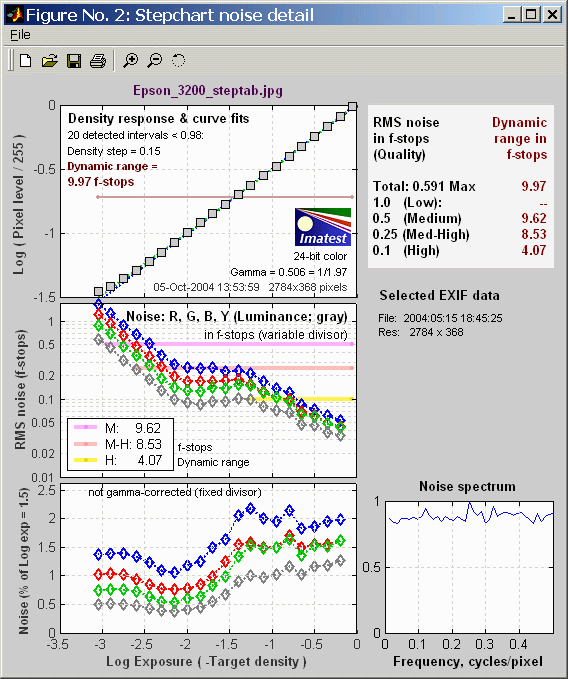 Figure No. 2: Stepchart noise detail
File
Epson_3200_steptab.jpg
Density response & curve fits
20 detected intervals < 0.98:
Density step = 0.15
Dynamic range =
9.97 f-stops
Imatest
24-bit color
Gamma = 0.506 = 1/1.97
05-Oct-2004 13:53:59 2784x368 pixels
Log ( Pixel level / 255 )
0
-0.5
-1
-1.5
RMS noise
in f-stops
(Quality)
Dynamic
range in
f-stops
Total: 0.591 Max 9.97
1.0 (Low): --
0.5 (Medium) 9.62
0.25 (Med-High) 8.53
0.1 (High) 4.07
Selected EXIF data
File: 2004:05:15 18:45:25
Res: 2784 x 368
Noise: R, G, B, Y (Luminance; gray)
in f-stops (variable divisor)
RMS noise (f-stops)
1
0.5
0.2
0.1
0.05
0.02
0.01
M: 9.62
M-H: 8.53
H: 4.07
f-stops
Dynamic range
not gamma-corrected (fixed divisor)
Noise (% of Log exp = 1.5)
2.5
2
1.5
1
0.5
0
-3.5 -3 -2.5 -2 -1.5 -1 -0.5 0
Log Exposure ( -Target density )
Noise spectrum
1
0.5
0
0 0.1 0.2 0.3 0.4
Frequency, cycles/pixel